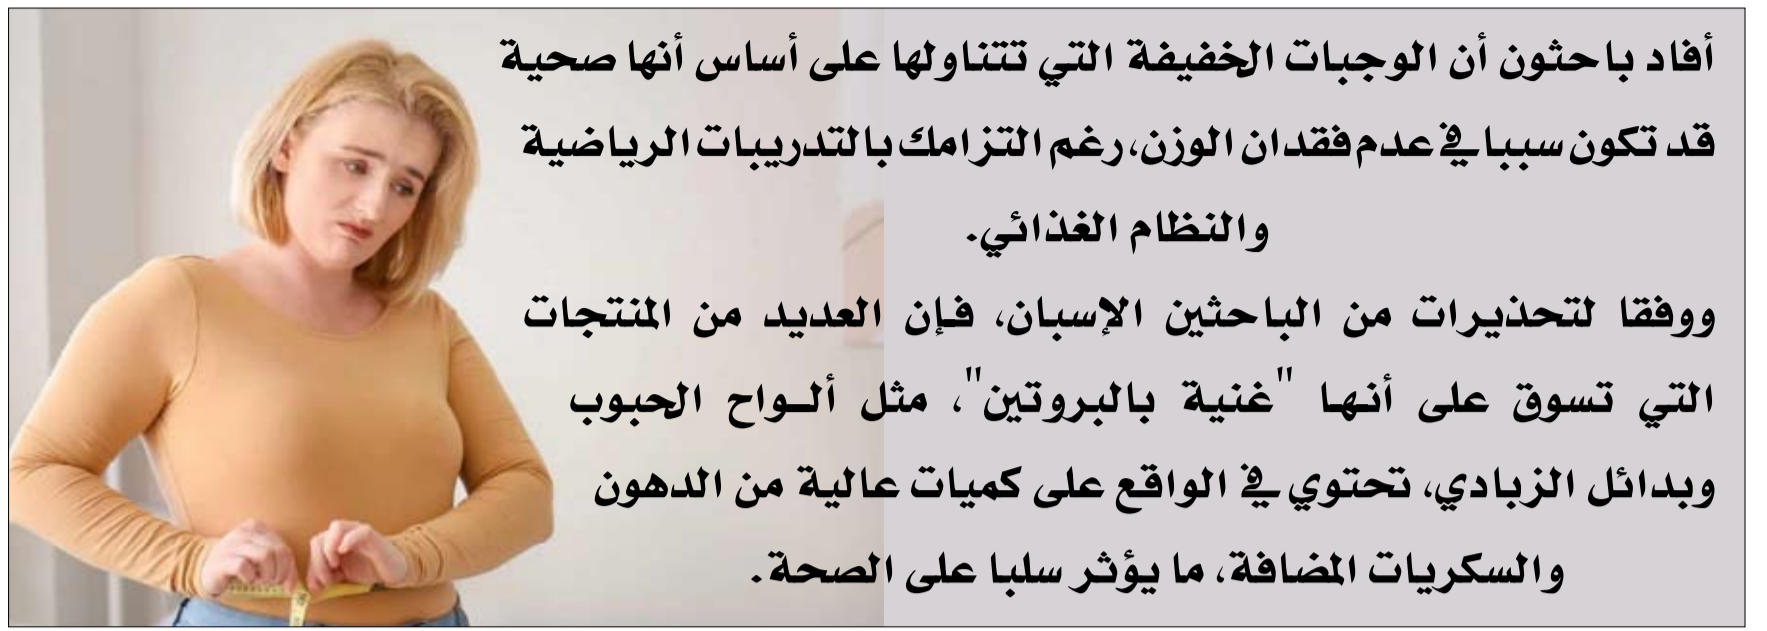 أفاد باحثون أن الوجبات الخفيفة التي تتناولها على أساس أنها صحية
قد تكون سببا في عدم فقدان الوزن، رغم التزامك بالتدريبات الرياضية
والنظام الغذائي.
ووفقا لتحذيرات من الباحثين الإسبان، فإن العديد من المنتجات
التي تسوق على أنها "غنية بالبروتين"، مثل ألواح الحبوب
وبدائل الزبادي، تحتوي في الواقع على كميات عالية من الدهون
والسكريات المضافة، ما يؤثر سلبا على الصحة.